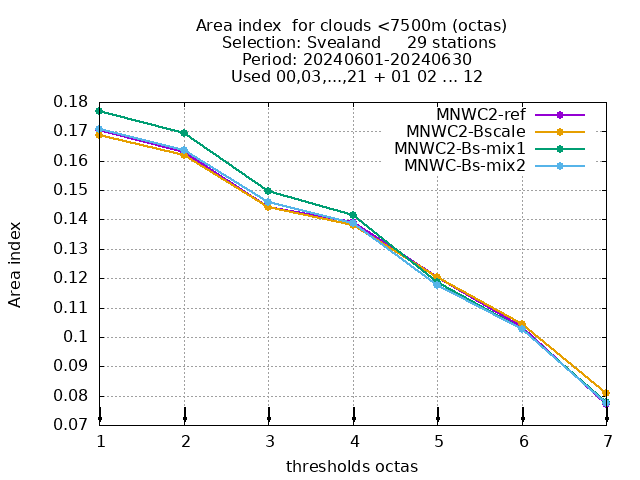 Area index  for clouds <7500m (octas)
Selection: Svealand     29 stations
Period: 20240601-20240630
Used 00,03,...,21 + 01 02 ... 12
MNWC2-ref
MNWC2-Bscale
MNWC2-Bs-mix1
MNWC-Bs-mix2
Area index
0.18
0.17
0.16
0.15
0.14
0.13
0.12
0.11
0.1
0.09
0.08
0.07
1 2 3 4 5 6 7
thresholds octas